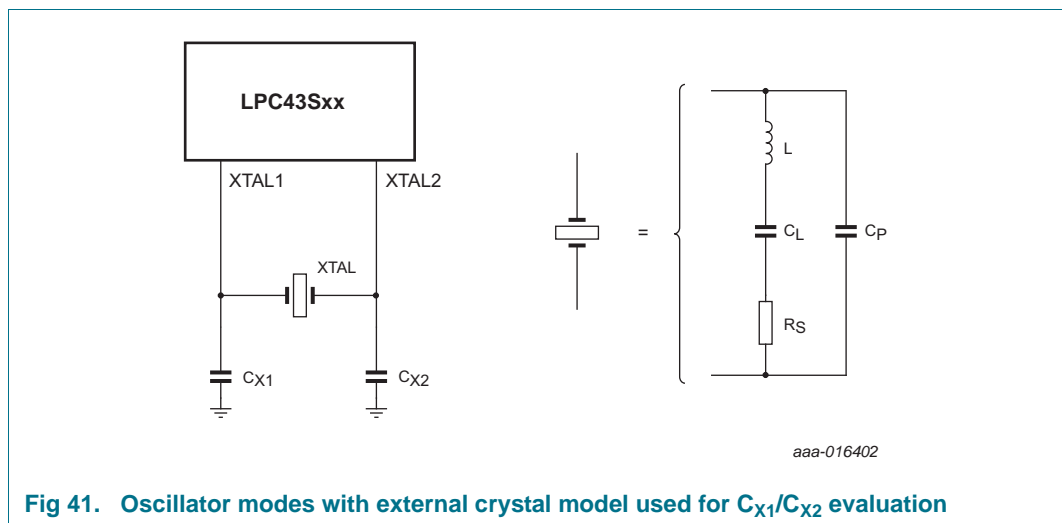 LPC43Sxx
XTAL1
XTAL2
XTAL
CX1
CX2
=
L
CL
CP
RS
aaa-016402
Fig 41. Oscillator modes with external crystal model used for CX1/CX2 evaluation